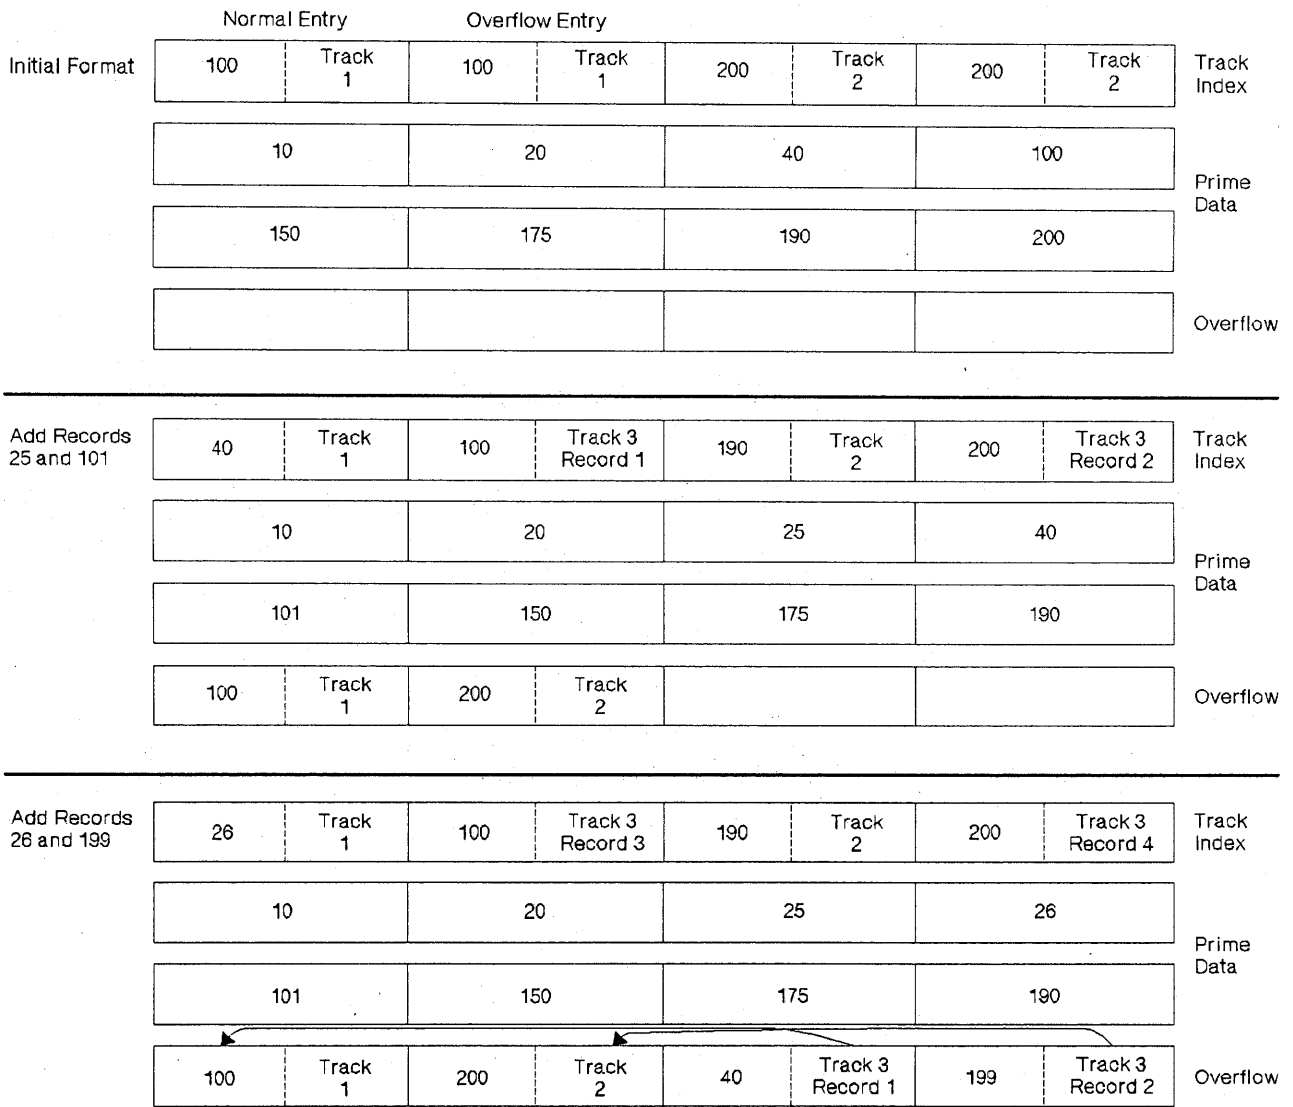 Normal Entry Overflow Entry
Initial Format 100 Track 1 100 Track 1 200 Track 2 200 Track 2 Track Index
10 20 40 100
Prime Data
150 175 190 200
Overflow
Add Records 25 and 101 40 Track 1 100 Track 3 Record 1 190 Track 2 200 Track 3 Record 2 Track Index
10 20 25 40
Prime Data
101 150 175 190
100 Track 1 200 Track 2 Overflow
Add Records 26 and 199 26 Track 1 100 Track 3 Record 3 190 Track 2 200 Track 3 Record 4 Track Index
10 20 25 26
Prime Data
101 150 175 190
100 Track 1 200 Track 2 40 Track 3 Record 1 199 Track 3 Record 2 Overflow